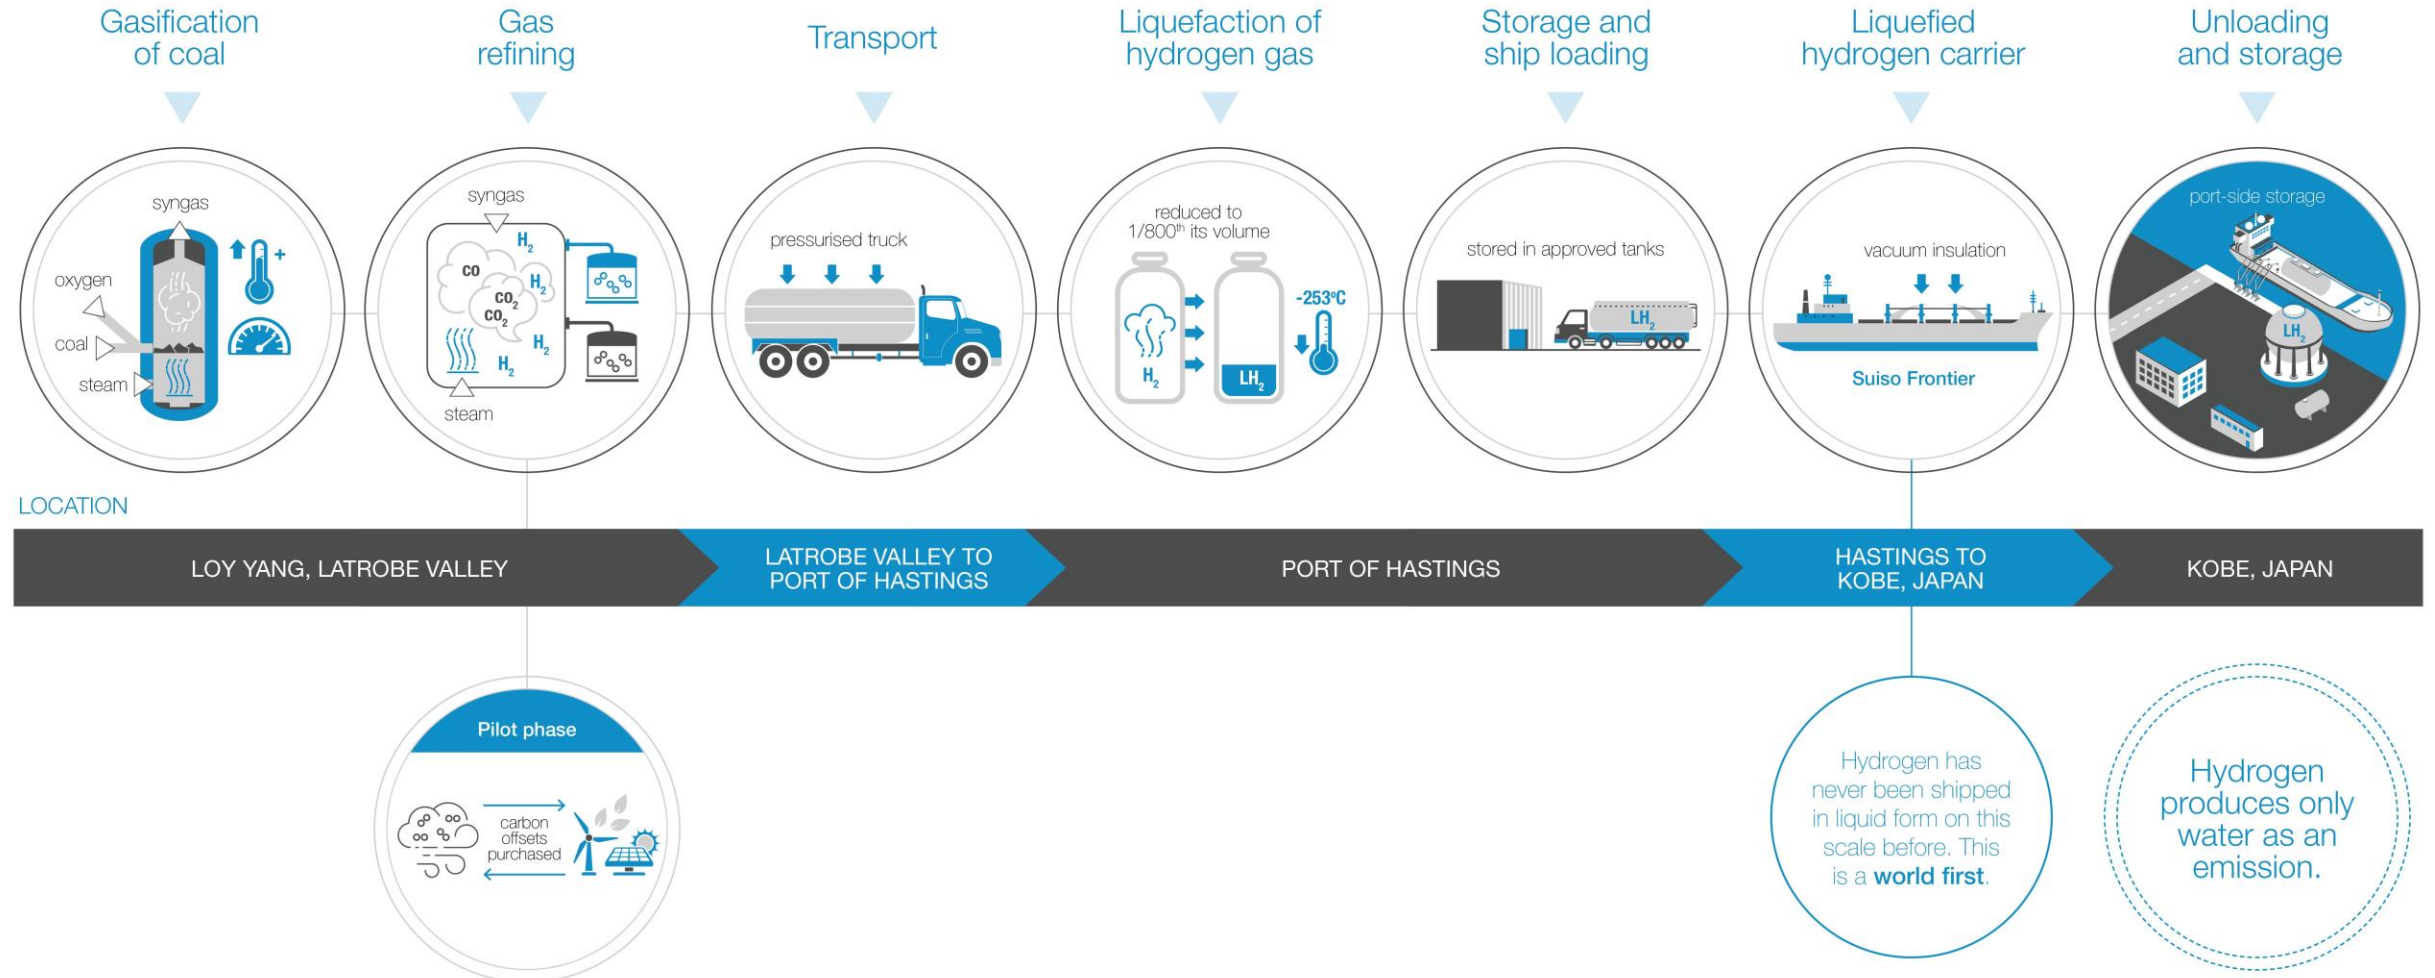 Gasification
of coal
Gas
refining
Transport
Liquefaction of
hydrogen gas
Storage and
ship loading
Liquefied
hydrogen carrier
Unloading
and storage
syngas
oxygen
coal
steam
+
syngas
H₂
CO
H₂
CO₂
CO₂
H₂
H₂
steam
pressurised truck
reduced to
1/800th its volume
-253ºC
H₂
LH₂
stored in approved tanks
LH₂
vacuum insulation
Suiso Frontier
port-side storage
LH₂
LOCATION
LOY YANG, LATROBE VALLEY
LATROBE VALLEY TO
PORT OF HASTINGS
PORT OF HASTINGS
HASTINGS TO
KOBE, JAPAN
KOBE, JAPAN
Pilot phase
carbon
offsets
purchased
Hydrogen has
never been shipped
in liquid form on this
scale before. This
is a world first.
Hydrogen
produces only
water as an
emission.